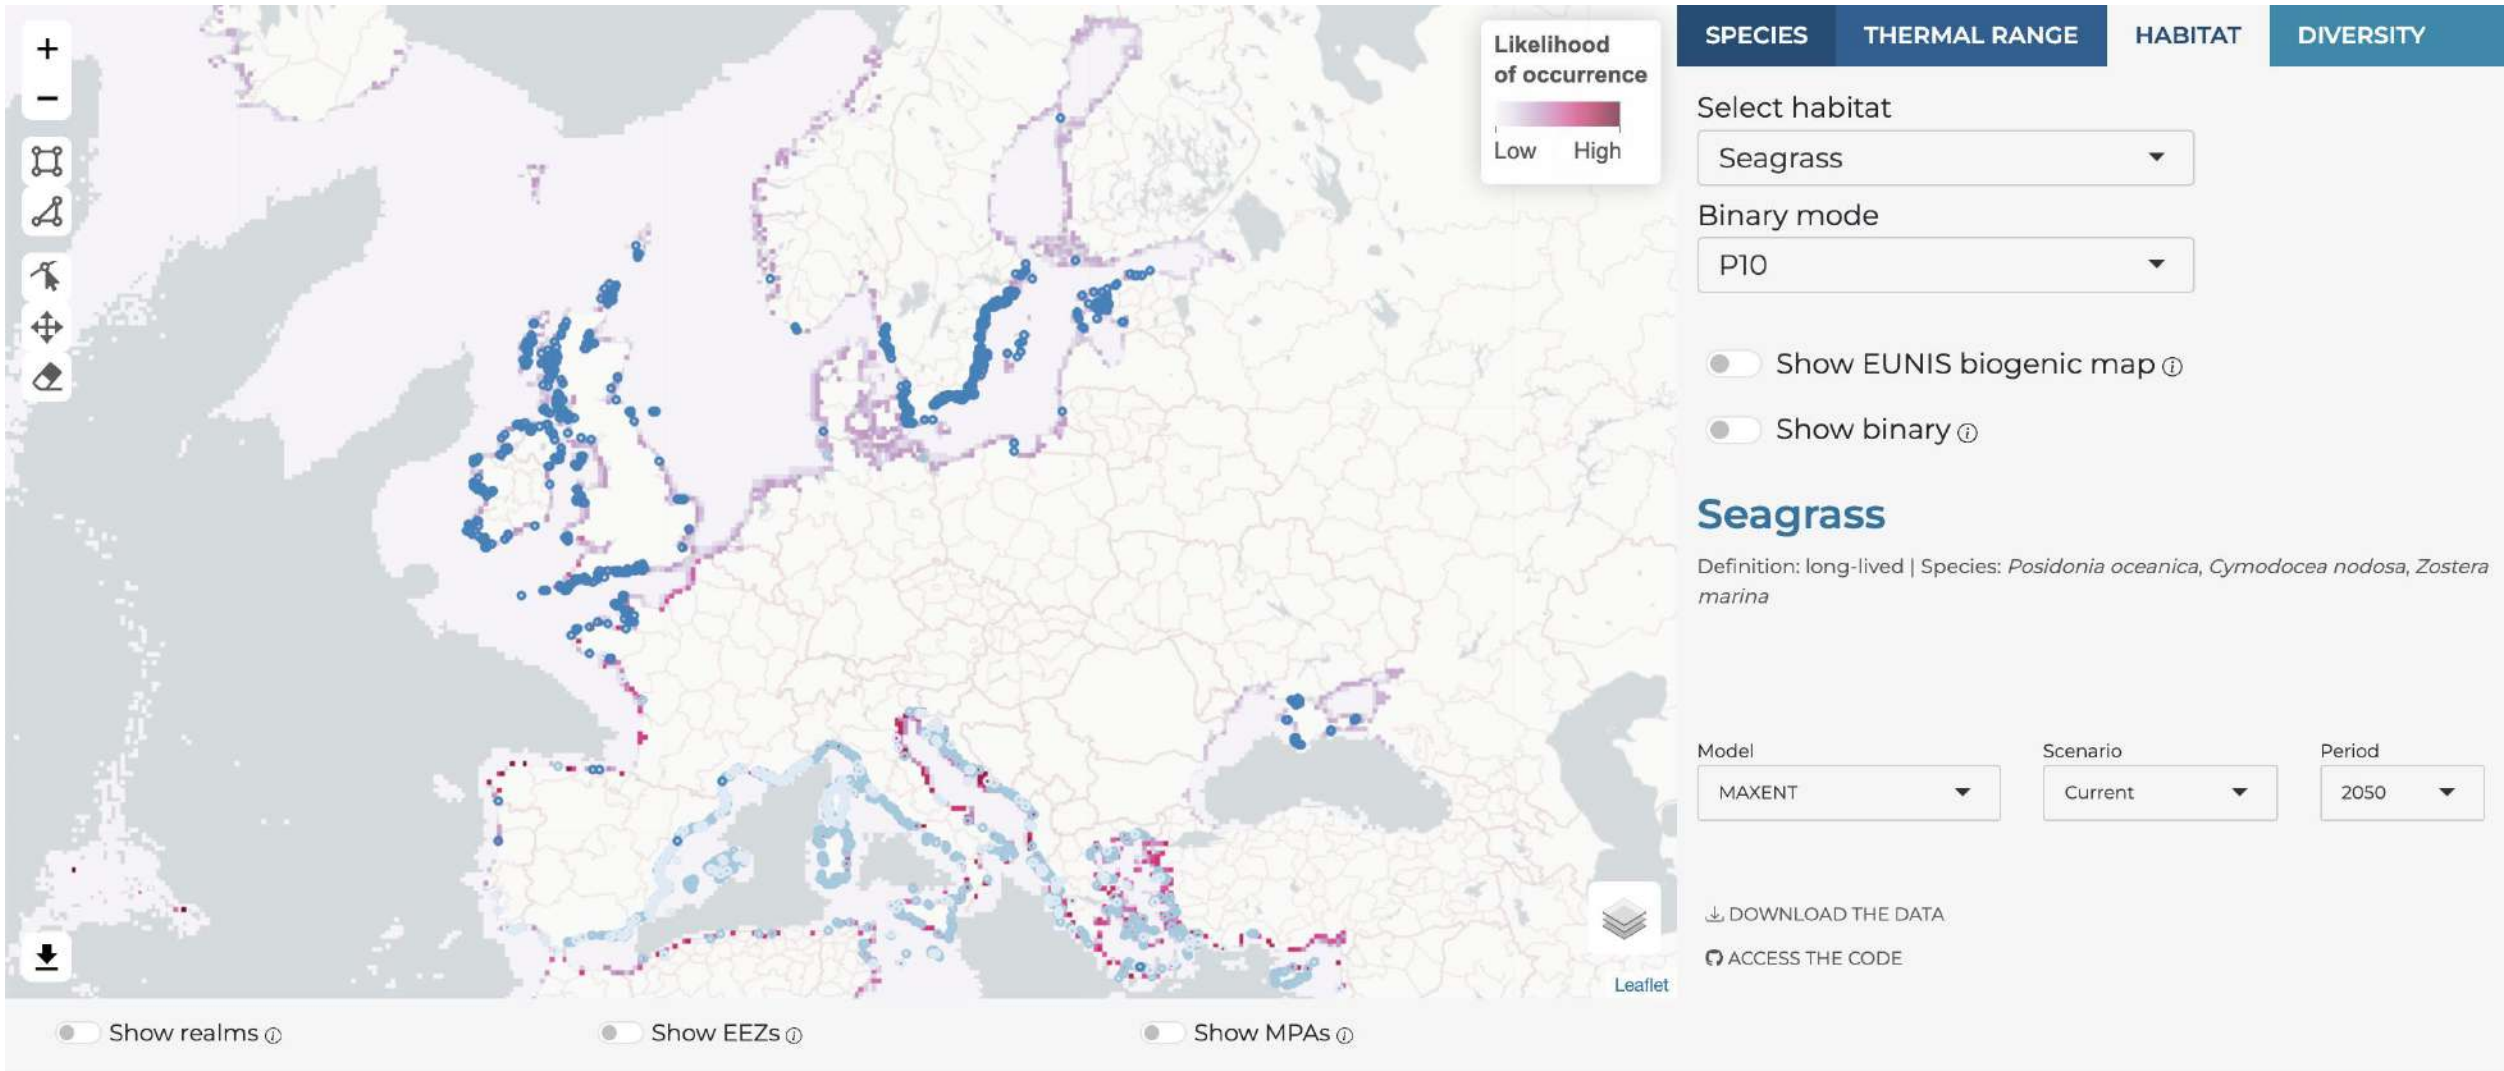 SPECIES
THERMAL RANGE
HABITAT
DIVERSITY
Likelihood
of occurrence
Low
High
Select habitat
Seagrass
Binary mode
P10
Show EUNIS biogenic map
Show binary
Seagrass
Definition: long-lived | Species: Posidonia oceanica, Cymodocea nodosa, Zostera
marina
Model
Scenario
Period
MAXENT
Current
2050
DOWNLOAD THE DATA
ACCESS THE CODE
Leaflet
Show realms
Show EEZs
Show MPAs